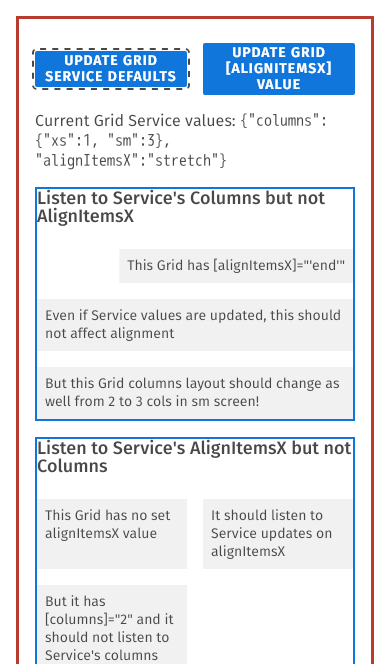 UPDATE GRID
SERVICE DEFAULTS
UPDATE GRID
[ALIGNITEMSX]
VALUE
Current Grid Service values: {"columns":
{"xs":1, "sm":3},
"alignItemsX":"stretch"}
Listen to Service's Columns but not
AlignItemsX
This Grid has [alignItemsX]="'end'"
Even if Service values are updated, this should
not affect alignment
But this Grid columns layout should change as
well from 2 to 3 cols in sm screen!
Listen to Service's AlignItemsX but not
Columns
This Grid has no set
alignItemsX value
It should listen to
Service updates on
alignItemsX
But it has
[columns]="2" and it
should not listen to
Service's columns